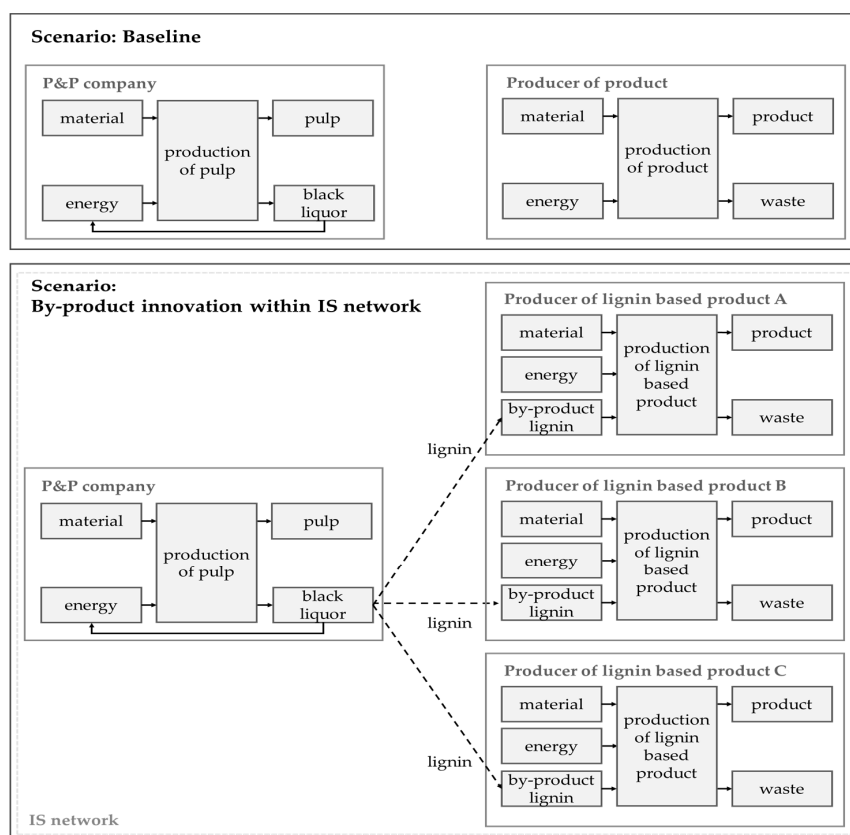 Scenario: Baseline
P&P company
material
production
of pulp
pulp
energy
black
liquor
Producer of product
material
production
of product
product
energy
waste
Scenario:
By-product innovation within IS network
P&P company
material
production
of pulp
pulp
energy
black
liquor
lignin
lignin
lignin
Producer of lignin based product A
material
energy
by-product
lignin
production
of lignin
based
product
product
waste
Producer of lignin based product B
material
energy
by-product
lignin
production
of lignin
based
product
product
waste
Producer of lignin based product C
material
energy
by-product
lignin
production
of lignin
based
product
product
waste
IS network